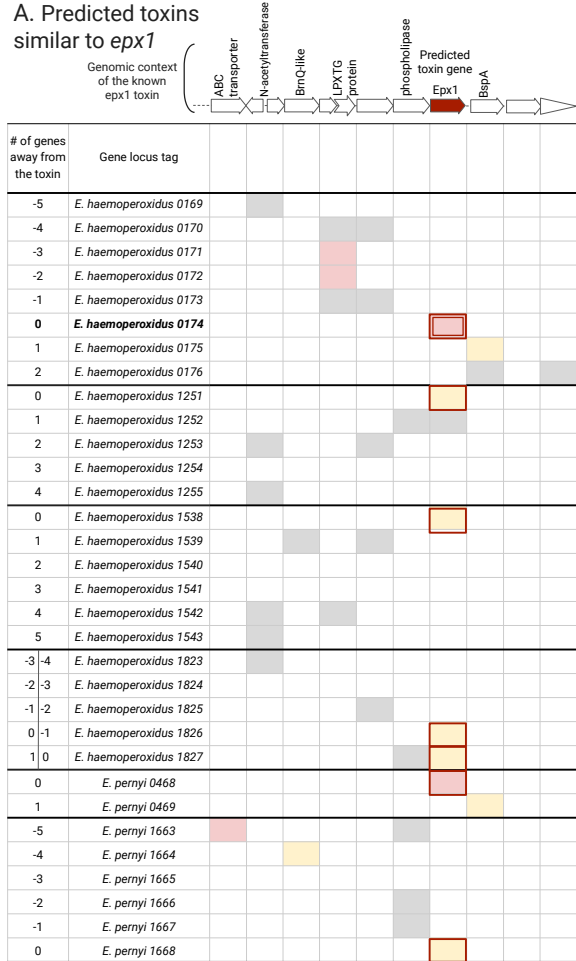 A. Predicted toxins
similar to epx1
Genomic context
of the known
epx1 toxin
ABC
transporter
N-acetyltransferase
BrnQ-like
LPXTG
protein
phospholipase
Predicted
toxin gene
Epx1
BspA
# of genes
away from
the toxin
Gene locus tag
-5 E. haemoperoxidus 0169
-4 E. haemoperoxidus 0170
-3 E. haemoperoxidus 0171
-2 E. haemoperoxidus 0172
-1 E. haemoperoxidus 0173
0 E. haemoperoxidus 0174
1 E. haemoperoxidus 0175
2 E. haemoperoxidus 0176
0 E. haemoperoxidus 1251
1 E. haemoperoxidus 1252
2 E. haemoperoxidus 1253
3 E. haemoperoxidus 1254
4 E. haemoperoxidus 1255
0 E. haemoperoxidus 1538
1 E. haemoperoxidus 1539
2 E. haemoperoxidus 1540
3 E. haemoperoxidus 1541
4 E. haemoperoxidus 1542
5 E. haemoperoxidus 1543
-3 -4 E. haemoperoxidus 1823
-2 -3 E. haemoperoxidus 1824
-1 -2 E. haemoperoxidus 1825
0 -1 E. haemoperoxidus 1826
1 0 E. haemoperoxidus 1827
0 E. pernyi 0468
1 E. pernyi 0469
-5 E. pernyi 1663
-4 E. pernyi 1664
-3 E. pernyi 1665
-2 E. pernyi 1666
-1 E. pernyi 1667
0 E. pernyi 1668